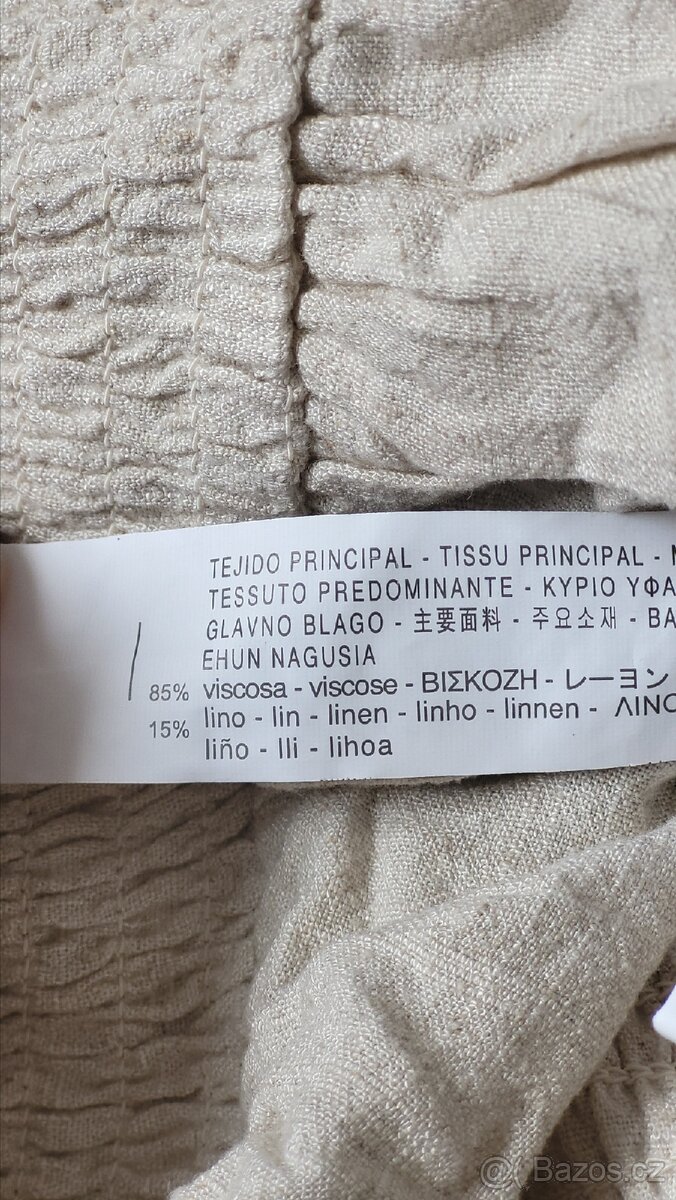 TEJIDO PRINCIPAL - TISSU PRINCIPAL -
TESSUTO PREDOMINANTE - ΚΥΡΙΟ
GLAVNO BLAGO - 主要面料 - 주요소재 -
EHUN NAGUSIA
85% viscosa - viscose - ΒΙΣΚΟΖΗ - レーヨン
15% lino - lin - linen - linho - linnen -
liño - lli - lihoa
@ Bazos.cz